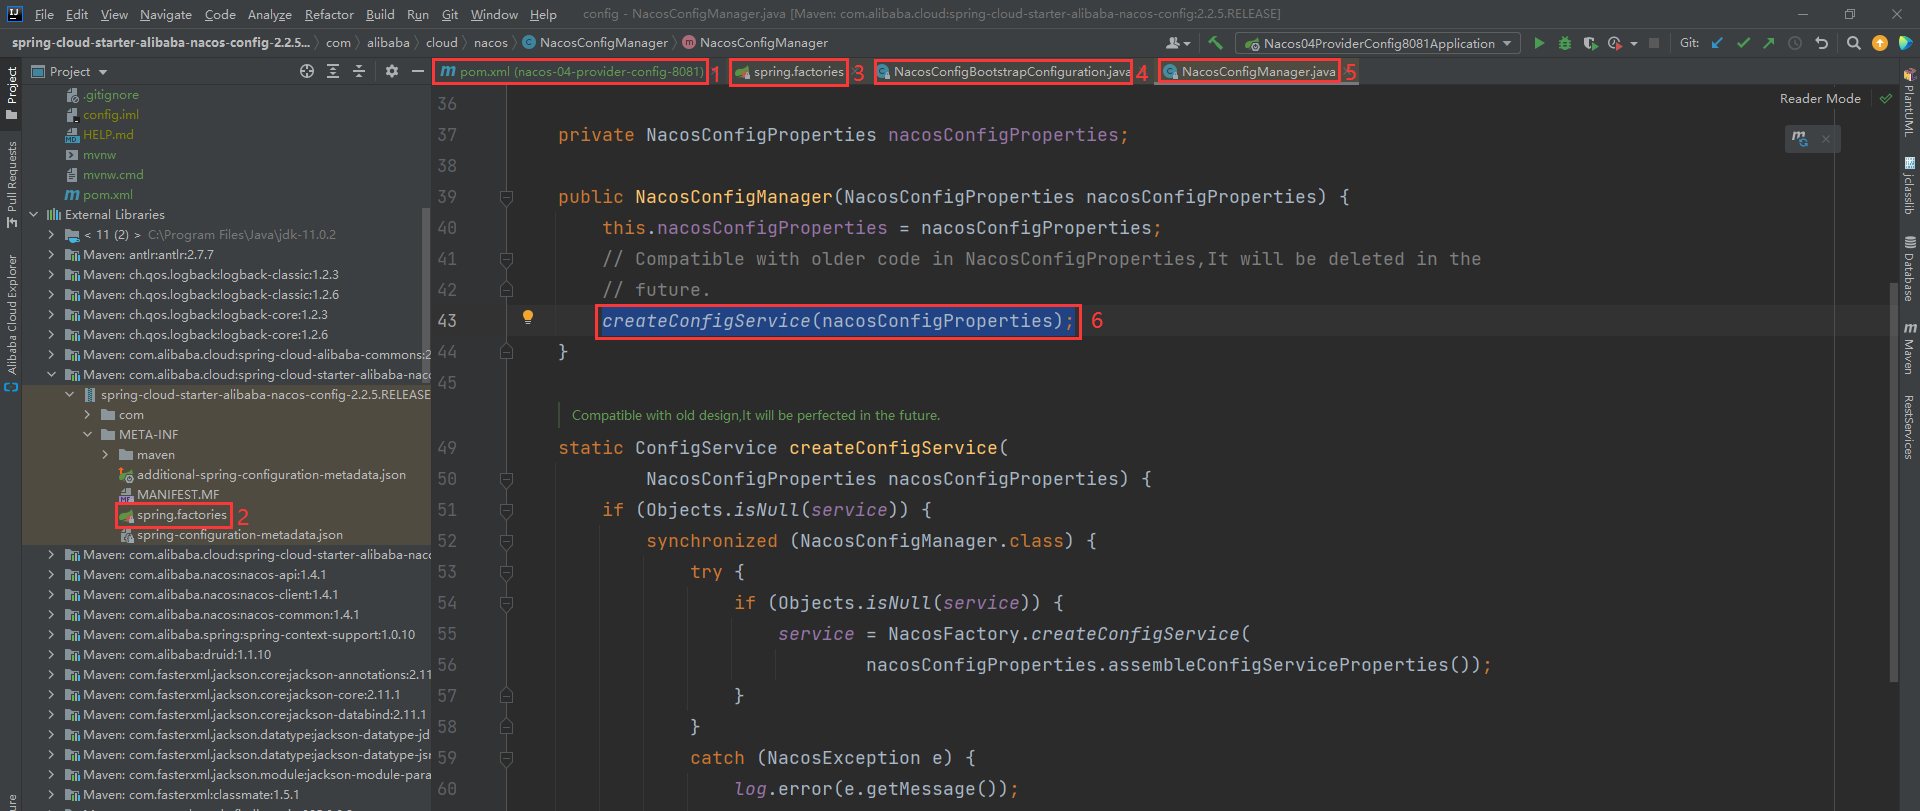 File Edit View Navigate Code Analyze Refactor Build Run Git Window Help config - NacosConfigManager.java [Maven: com.alibaba.cloud:spring-cloud-starter-alibaba-nacos-config:2.2.5.RELEASE]
spring-cloud-starter-alibaba-nacos-config-2.2.5... com alibaba cloud nacos NacosConfigManager NacosConfigManager Nacos04ProviderConfig8081Application Git:
Project
pom.xml (nacos-04-provider-config-8081) 1 spring.factories 3 NacosConfigBootstrapConfiguration.java 4 NacosConfigManager.java 5
Project
Pull Requests
Alibaba Cloud Explorer
.gitignore
config.iml
HELP.md
mvnw
mvnw.cmd
pom.xml
External Libraries
< 11 (2) > C:\Program Files\Java\jdk-11.0.2
Maven: antlr:antlr:2.7.7
Maven: ch.qos.logback:logback-classic:1.2.3
Maven: ch.qos.logback:logback-classic:1.2.6
Maven: ch.qos.logback:logback-core:1.2.3
Maven: ch.qos.logback:logback-core:1.2.6
Maven: com.alibaba.cloud:spring-cloud-alibaba-commons:2
Maven: com.alibaba.cloud:spring-cloud-starter-alibaba-naco
spring-cloud-starter-alibaba-nacos-config-2.2.5.RELEASE
com
META-INF
maven
additional-spring-configuration-metadata.json
MANIFEST.MF
spring.factories 2
spring-configuration-metadata.json
Maven: com.alibaba.cloud:spring-cloud-starter-alibaba-naco
Maven: com.alibaba.nacos:nacos-api:1.4.1
Maven: com.alibaba.nacos:nacos-client:1.4.1
Maven: com.alibaba.nacos:nacos-common:1.4.1
Maven: com.alibaba.spring:spring-context-support:1.0.10
Maven: com.alibaba:druid:1.1.10
Maven: com.fasterxml.jackson.core:jackson-annotations:2.11
Maven: com.fasterxml.jackson.core:jackson-core:2.11.1
Maven: com.fasterxml.jackson.core:jackson-databind:2.11.1
Maven: com.fasterxml.jackson.datatype:jackson-datatype-jd
Maven: com.fasterxml.jackson.datatype:jackson-datatype-jsr
Maven: com.fasterxml.jackson.module:jackson-module-para
Maven: com.fasterxml:classmate:1.5.1
Reader Mode
36
37 private NacosConfigProperties nacosConfigProperties;
38
39 public NacosConfigManager(NacosConfigProperties nacosConfigProperties) {
40 this.nacosConfigProperties = nacosConfigProperties;
41 // Compatible with older code in NacosConfigProperties,It will be deleted in the
42 // future.
43 createConfigService(nacosConfigProperties); 6
44 }
45
Compatible with old design,It will be perfected in the future.
49 static ConfigService createConfigService(
50 NacosConfigProperties nacosConfigProperties) {
51 if (Objects.isNull(service)) {
52 synchronized (NacosConfigManager.class) {
53 try {
54 if (Objects.isNull(service)) {
55 service = NacosFactory.createConfigService(
56 nacosConfigProperties.assembleConfigServiceProperties());
57 }
58 }
59 catch (NacosException e) {
60 log.error(e.getMessage());
PlantUML
jclasslib
Database
Maven
RestServices